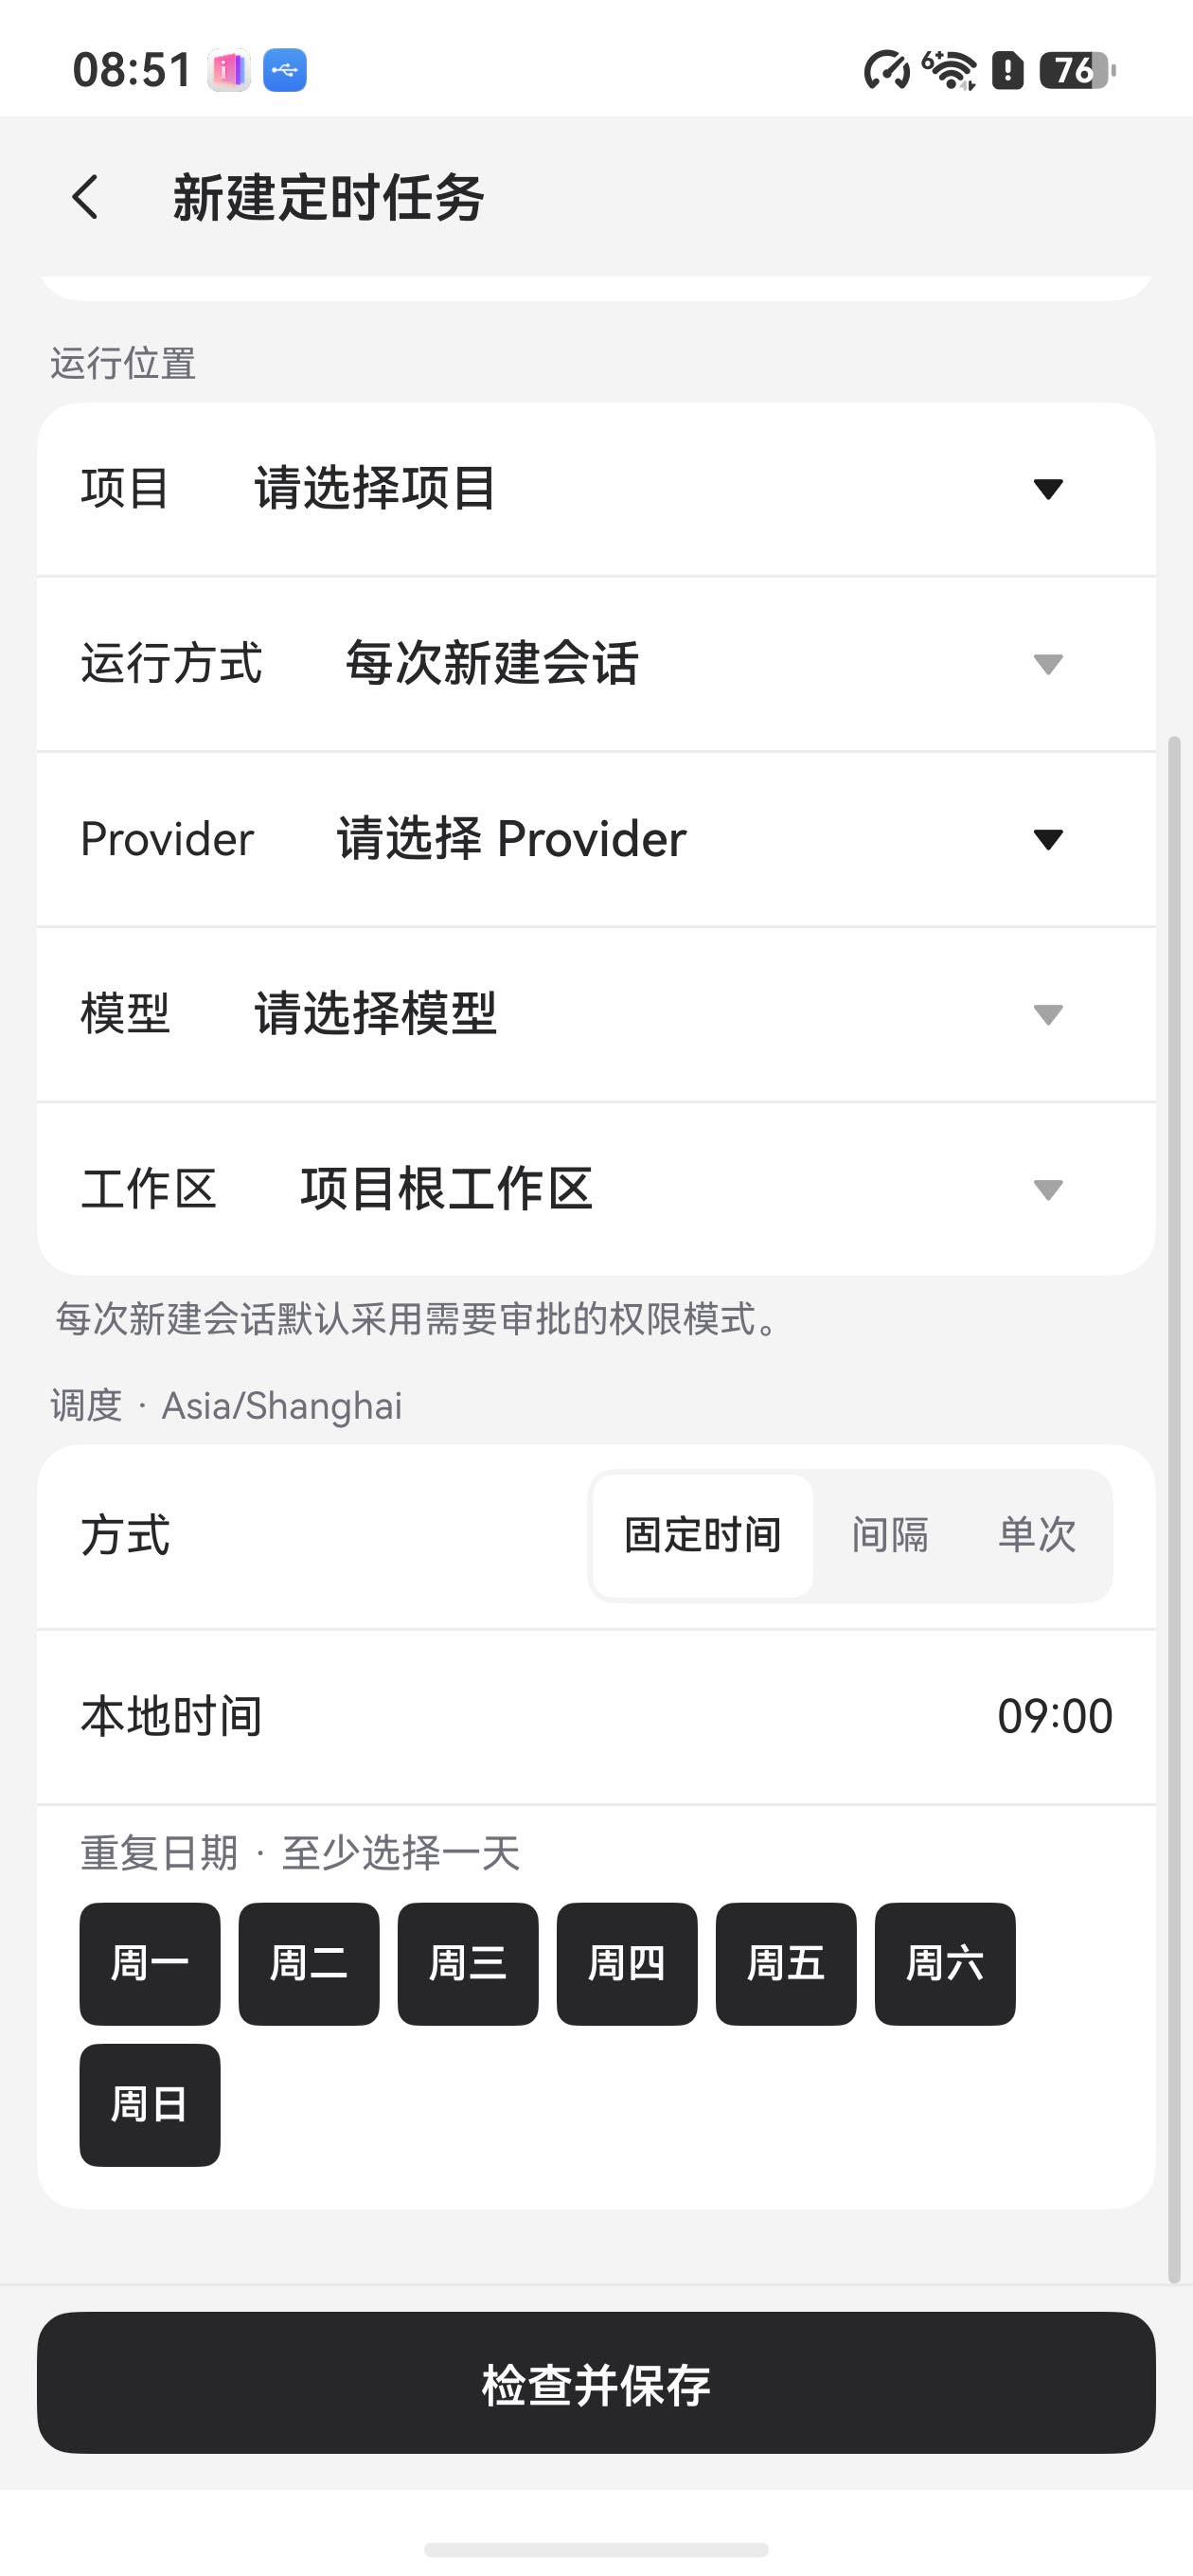 08:51
6+
76
新建定时任务
运行位置
项目 请选择项目
运行方式 每次新建会话
Provider 请选择 Provider
模型 请选择模型
工作区 项目根工作区
每次新建会话默认采用需要审批的权限模式。
调度 · Asia/Shanghai
方式 固定时间 间隔 单次
本地时间 09:00
重复日期 · 至少选择一天
周一 周二 周三 周四 周五 周六
周日
检查并保存